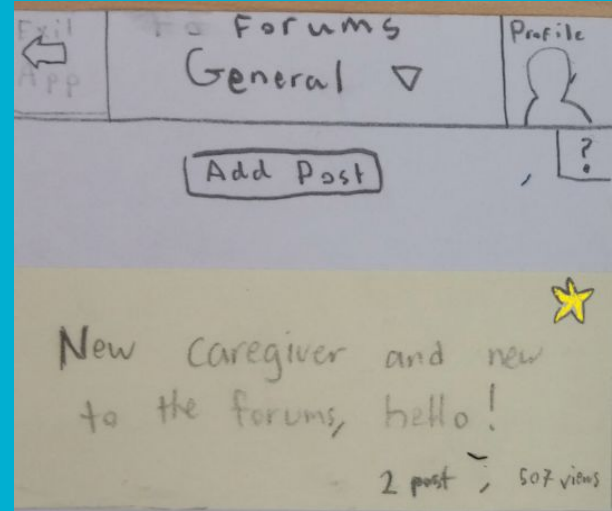 Exit
App
Forums
General
Profile
?
Add Post
New caregiver and new
to the forums, hello!
2 post, 507 views